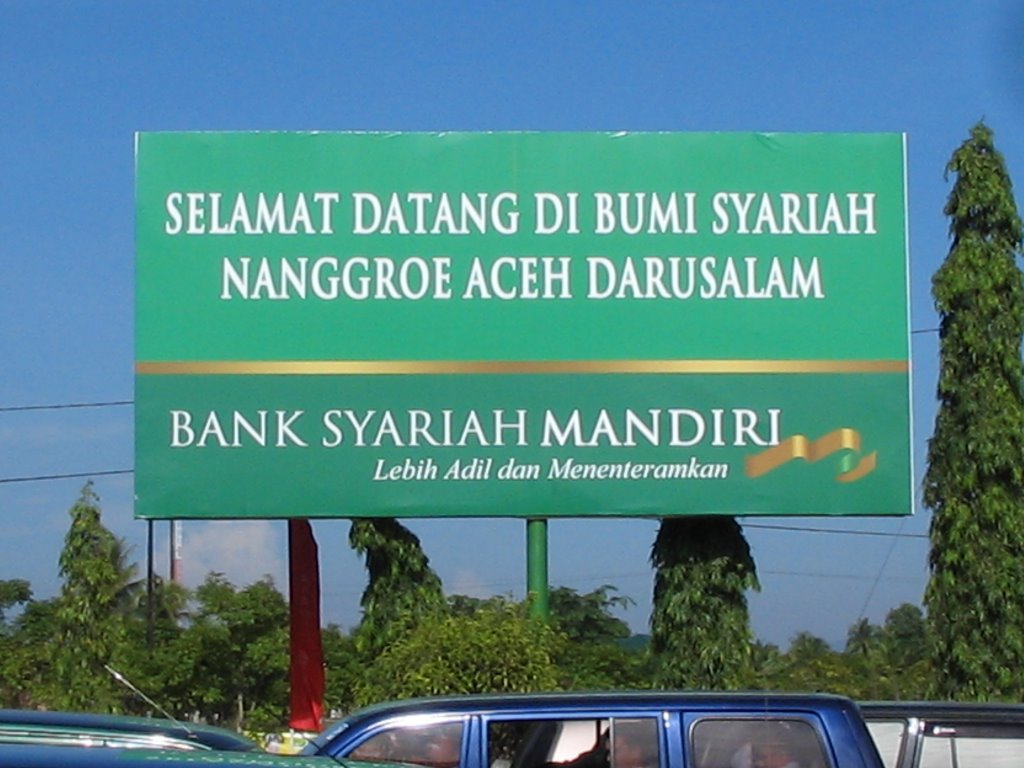 SELAMAT DATANG DI BUMI SYARIAH
NANGGROE ACEH DARUSALAM
BANK SYARIAH MANDIRI
Lebih Adil dan Menenteramkan